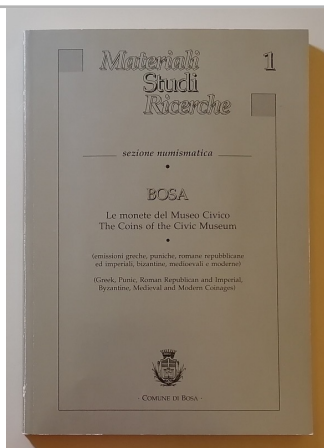 Materiali
Studi
Ricerche
1
sezione numismatica
•
BOSA
Le monete del Museo Civico
The Coins of the Civic Museum
•
(emissioni greche, puniche, romane repubblicane
ed imperiali, bizantine, medioevali e moderne)
(Greek, Punic, Roman Republican and Imperial,
Byzantine, Medieval and Modern Coinages)
- COMUNE DI BOSA -